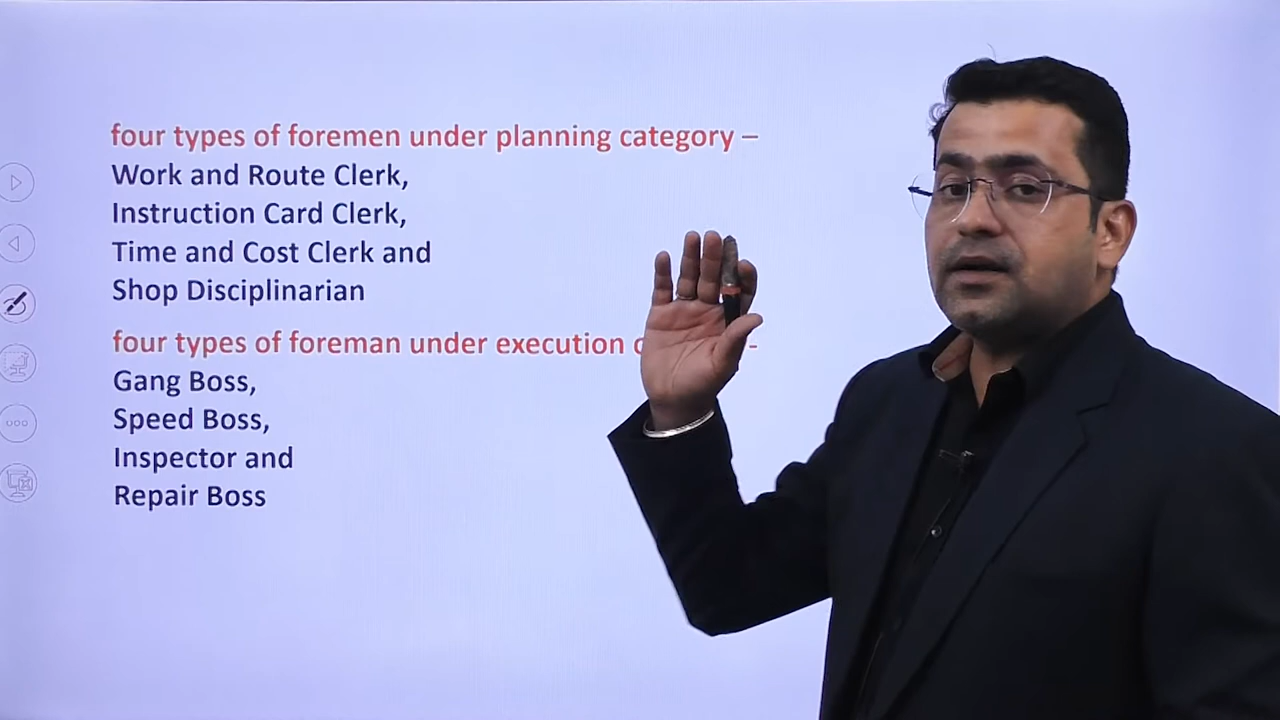 four types of foremen under planning category –
Work and Route Clerk,
Instruction Card Clerk,
Time and Cost Clerk and
Shop Disciplinarian
four types of foreman under execution -
Gang Boss,
Speed Boss,
Inspector and
Repair Boss